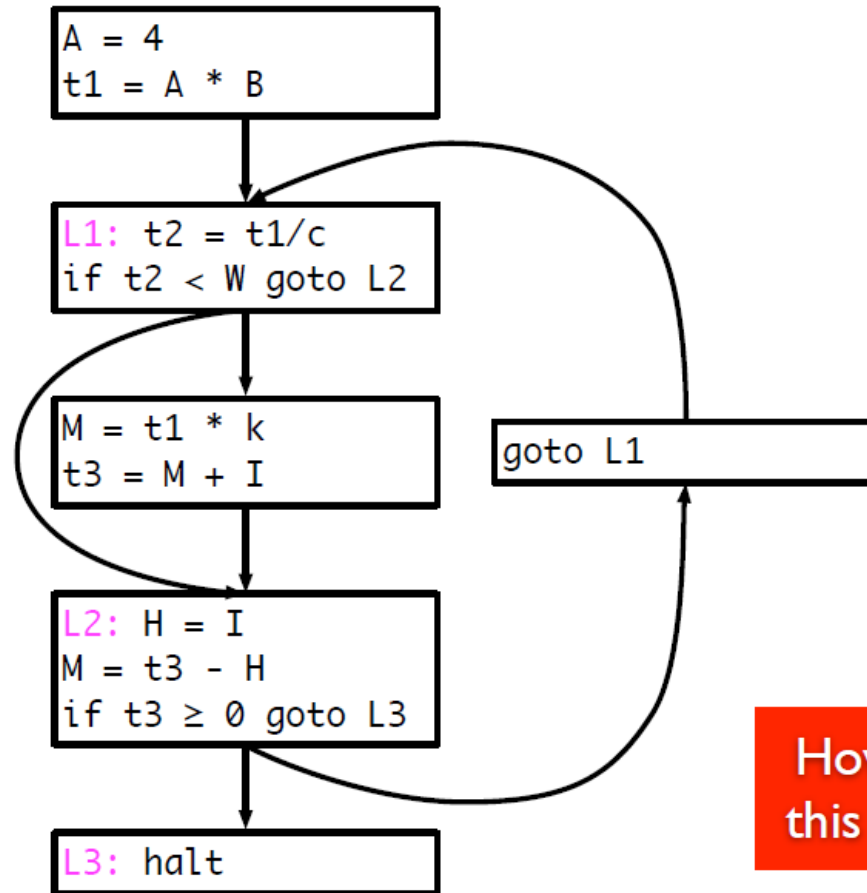 A = 4
t1 = A * B
L1: t2 = t1/c
if t2 < W goto L2
M = t1 * k
t3 = M + I
goto L1
L2: H = I
M = t3 - H
if t3 ≥ 0 goto L3
L3: halt
this